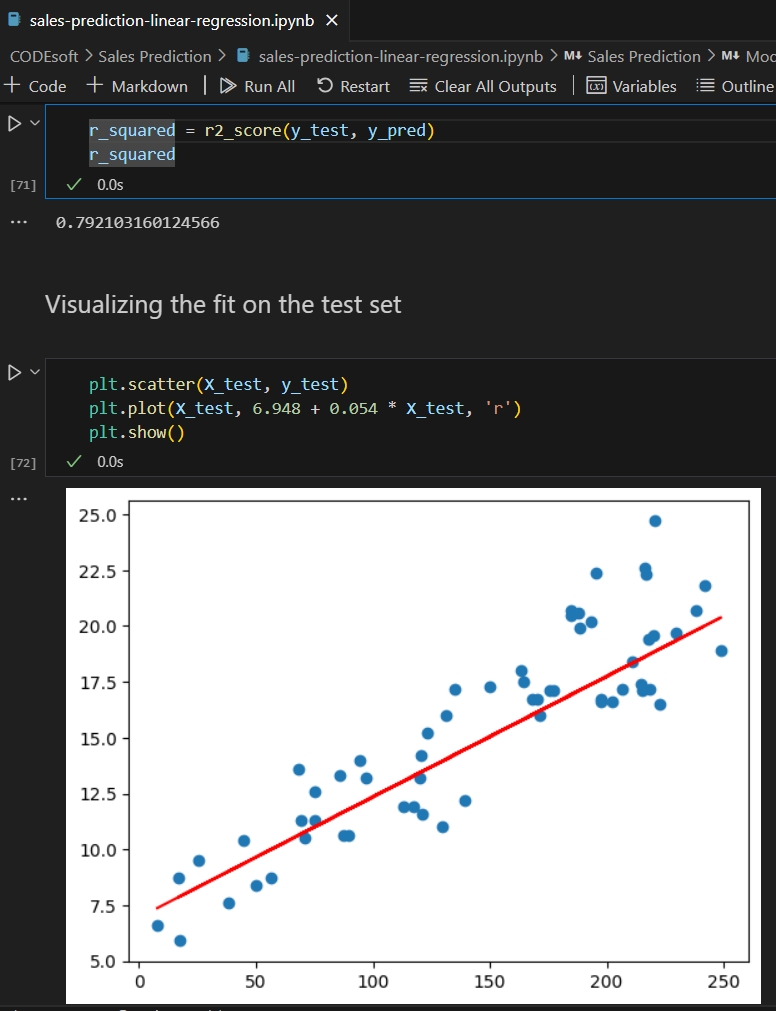 sales-prediction-linear-regression.ipynb
CODEsoft > Sales Prediction > sales-prediction-linear-regression.ipynb > M↓ Sales Prediction > M↓ Moc
+ Code + Markdown | Run All Restart Clear All Outputs | Variables Outline
r_squared = r2_score(y_test, y_pred)
r_squared
[71] 0.0s
0.792103160124566
Visualizing the fit on the test set
plt.scatter(X_test, y_test)
plt.plot(X_test, 6.948 + 0.054 * X_test, 'r')
plt.show()
[72] 0.0s
25.0
22.5
20.0
17.5
15.0
12.5
10.0
7.5
5.0
0 50 100 150 200 250